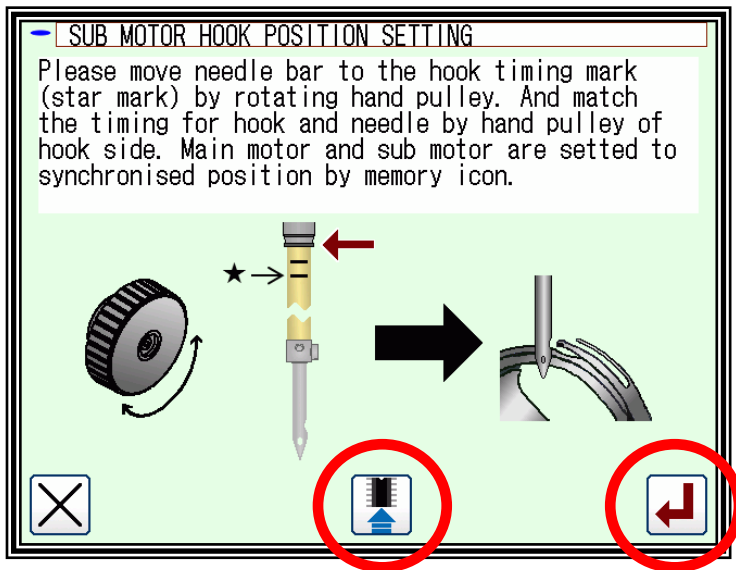 SUB MOTOR HOOK POSITION SETTING
Please move needle bar to the hook timing mark
(star mark) by rotating hand pulley. And match
the timing for hook and needle by hand pulley of
hook side. Main motor and sub motor are setted to
synchronised position by memory icon.